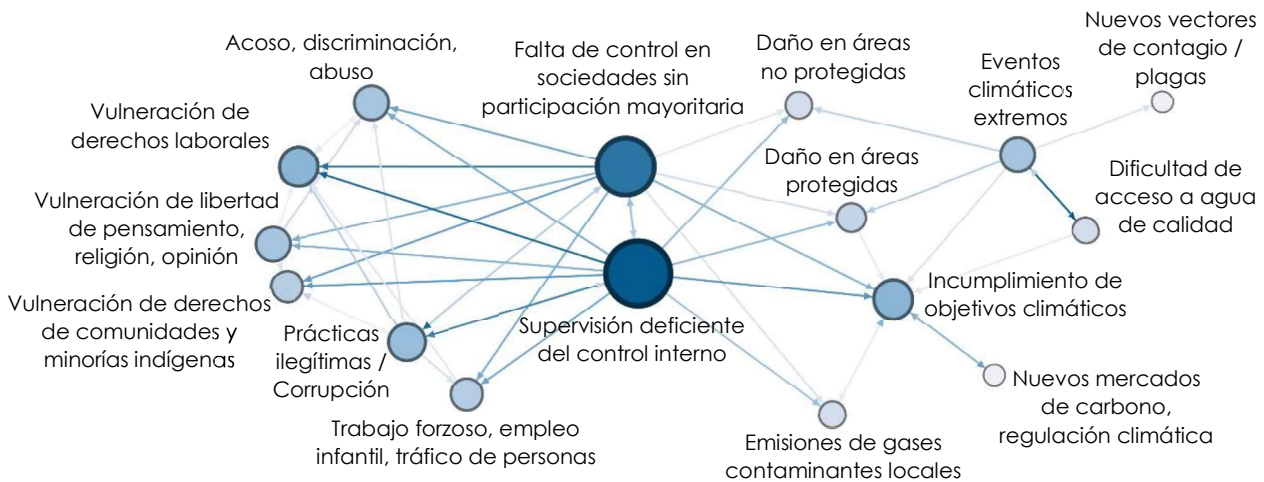 Acoso, discriminación,
abuso
Falta de control en
sociedades sin
participación mayoritaria
Daño en áreas
no protegidas
Eventos
climáticos
extremos
Nuevos vectores
de contagio /
plagas
Vulneración de
derechos laborales
Daño en áreas
protegidas
Dificultad de
acceso a agua
de calidad
Vulneración de libertad
de pensamiento,
religión, opinión
Vulneración de derechos
de comunidades y
minorías indígenas
Prácticas
ilegítimas /
Corrupción
Supervisión deficiente
del control interno
Incumplimiento de
objetivos climáticos
Trabajo forzoso, empleo
infantil, tráfico de personas
Emisiones de gases
contaminantes locales
Nuevos mercados
de carbono,
regulación climática